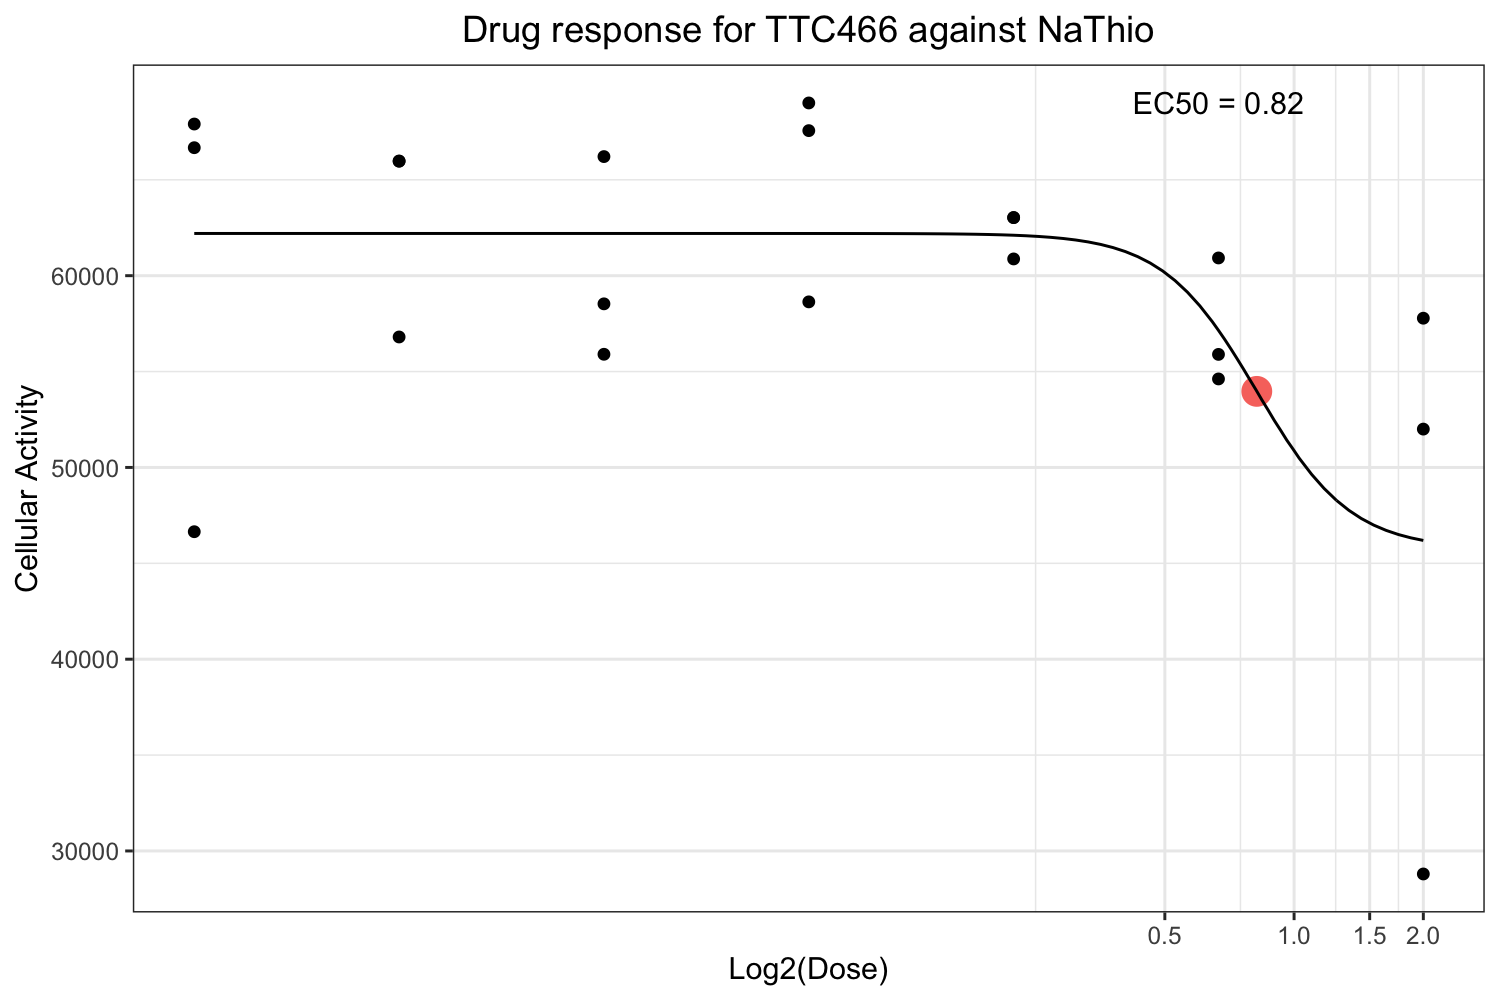 Drug response for TTC466 against NaThio
EC50 = 0.82
Cellular Activity
60000
50000
40000
30000
0.5 1.0 1.5 2.0
Log2(Dose)